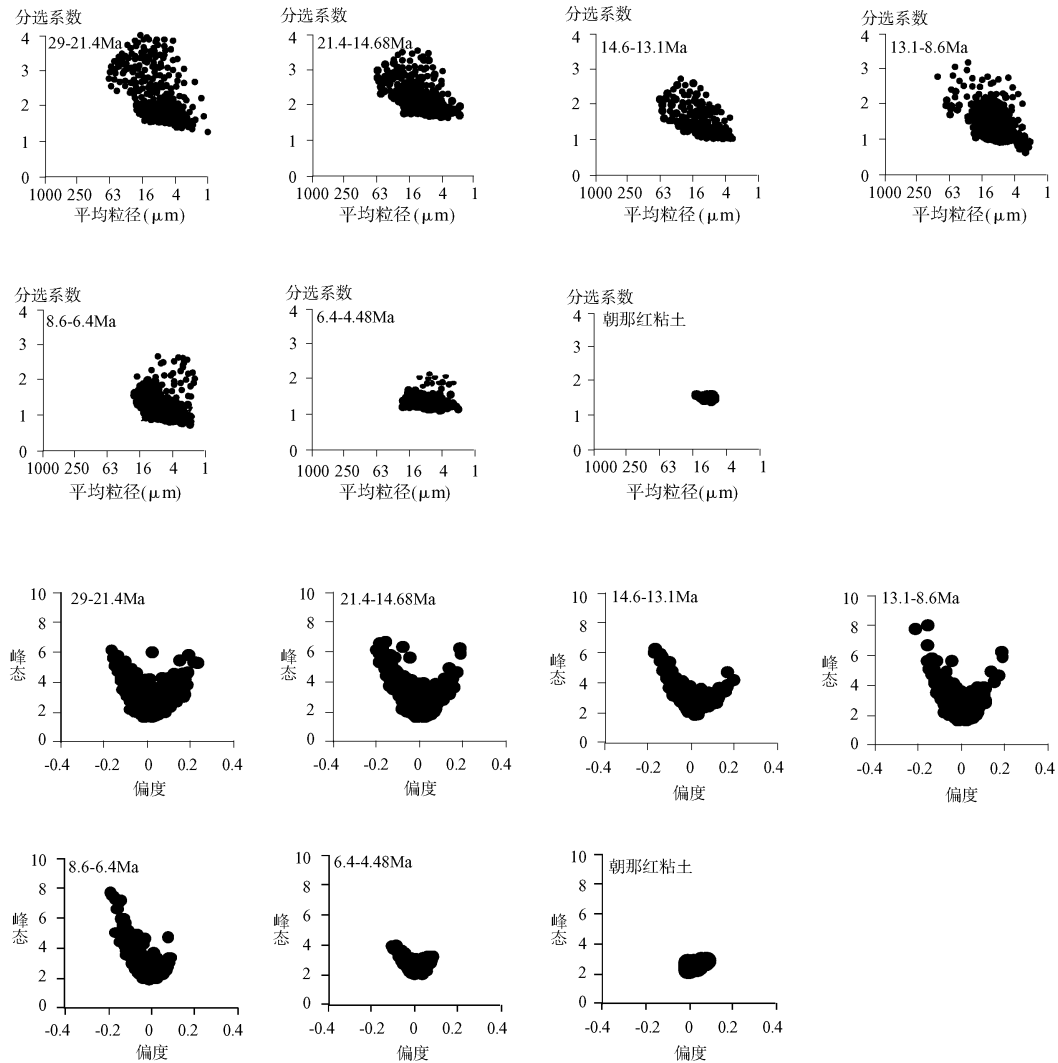 分选系数 分选系数 分选系数 分选系数
29-21.4Ma 21.4-14.68Ma 14.6-13.1Ma 13.1-8.6Ma
4 4 4 4
3 3 3 3
2 2 2 2
1 1 1 1
0 0 0 0
1000 250 63 16 4 1 1000 250 63 16 4 1 1000 250 63 16 4 1 1000 250 63 16 4 1
平均粒径(μm) 平均粒径(μm) 平均粒径(μm) 平均粒径(μm)
分选系数 分选系数 分选系数
8.6-6.4Ma 6.4-4.48Ma 朝那红粘土
4 4 4
3 3 3
2 2 2
1 1 1
0 0 0
1000 250 63 16 4 1 1000 250 63 16 4 1 1000 250 63 16 4 1
平均粒径(μm) 平均粒径(μm) 平均粒径(μm)
10 10 10 10
29-21.4Ma 21.4-14.68Ma 14.6-13.1Ma 13.1-8.6Ma
8 8 8 8
6 6 6 6
峰态 峰态 峰态 峰态
4 4 4 4
2 2 2 2
0 0 0 0
-0.4 -0.2 0 0.2 0.4 -0.4 -0.2 0 0.2 0.4 -0.4 -0.2 0 0.2 0.4 -0.4 -0.2 0 0.2 0.4
偏度 偏度 偏度 偏度
10 10 10
8.6-6.4Ma 6.4-4.48Ma 朝那红粘土
8 8 8
6 6 6
峰态 峰态 峰态
4 4 4
2 2 2
0 0 0
-0.4 -0.2 0 0.2 0.4 -0.4 -0.2 0 0.2 0.4 -0.4 -0.2 0 0.2 0.4
偏度 偏度 偏度